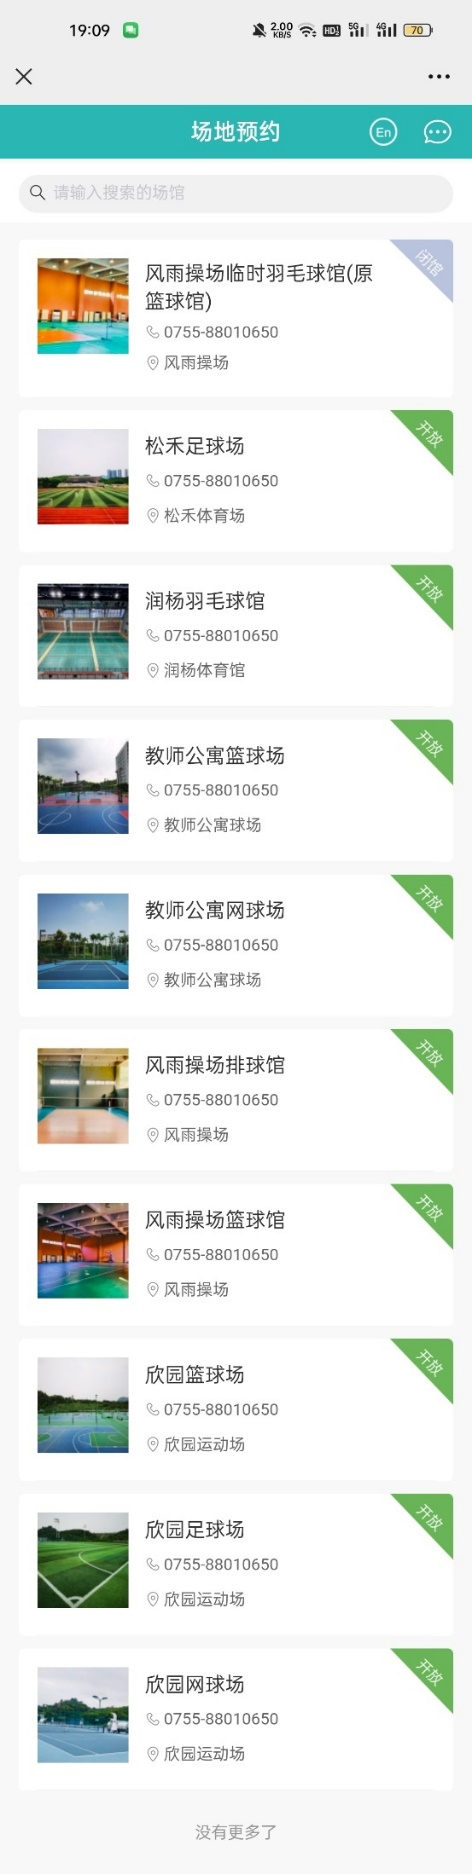 19:09
2.00
KB/S
HD
5G
4G
70
场地预约
En
请输入搜索的场馆
闭馆
风雨操场临时羽毛球馆(原
篮球馆)
0755-88010650
风雨操场
开放
松禾足球场
0755-88010650
松禾体育场
开放
润杨羽毛球馆
0755-88010650
润杨体育馆
开放
教师公寓篮球场
0755-88010650
教师公寓球场
开放
教师公寓网球场
0755-88010650
教师公寓球场
开放
风雨操场排球馆
0755-88010650
风雨操场
开放
风雨操场篮球馆
0755-88010650
风雨操场
开放
欣园篮球场
0755-88010650
欣园运动场
开放
欣园足球场
0755-88010650
欣园运动场
开放
欣园网球场
0755-88010650
欣园运动场
没有更多了